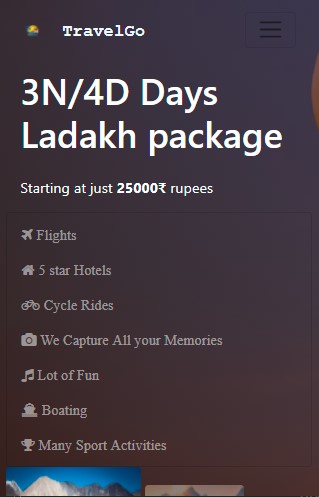 TravelGo
3N/4D Days
Ladakh package
Starting at just 25000₹ rupees
Flights
5 star Hotels
Cycle Rides
We Capture All your Memories
Lot of Fun
Boating
Many Sport Activities